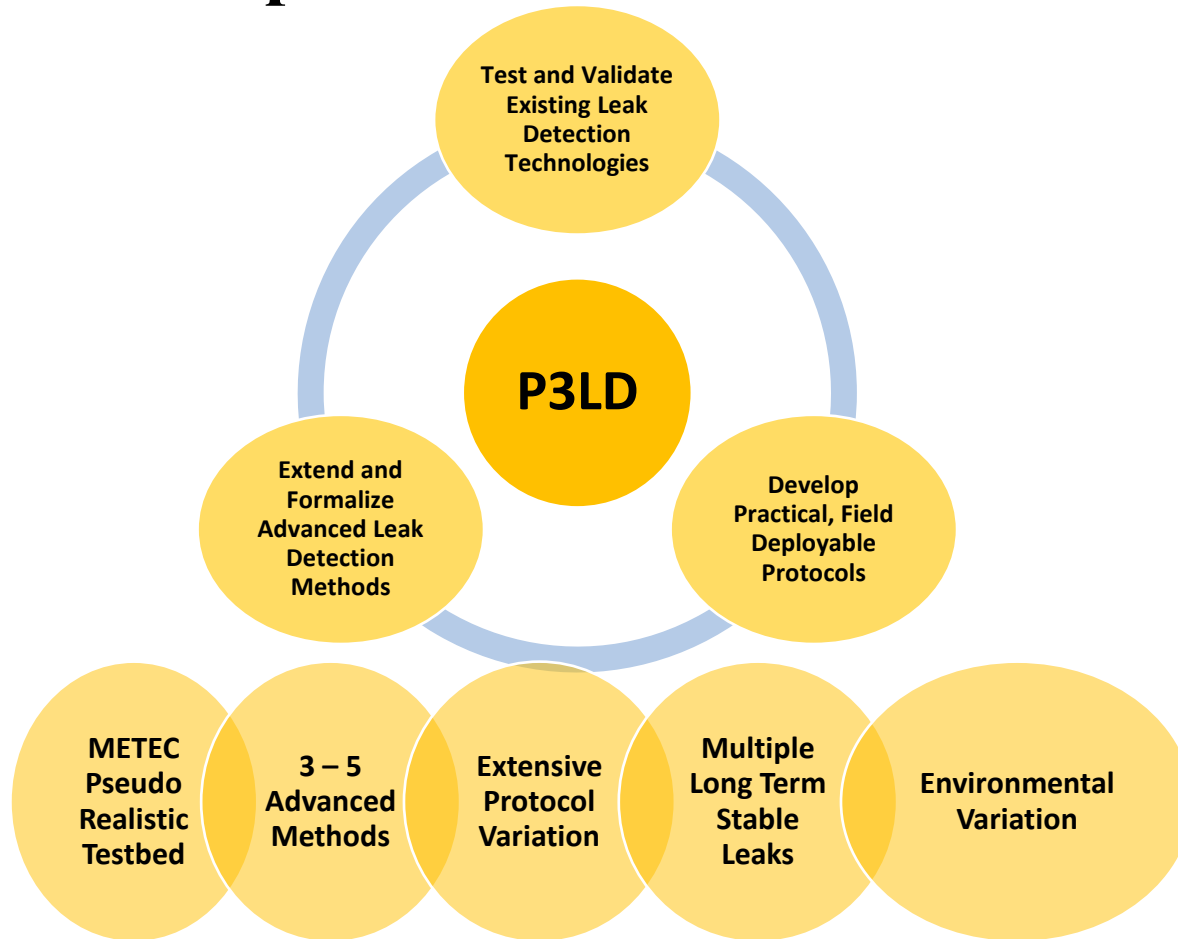 Test and Validate
Existing Leak
Detection
Technologies
P3LD
Extend and
Formalize
Advanced Leak
Detection
Methods
Develop
Practical, Field
Deployable
Protocols
METEC
Pseudo
Realistic
Testbed
3 – 5
Advanced
Methods
Extensive
Protocol
Variation
Multiple
Long Term
Stable
Leaks
Environmental
Variation